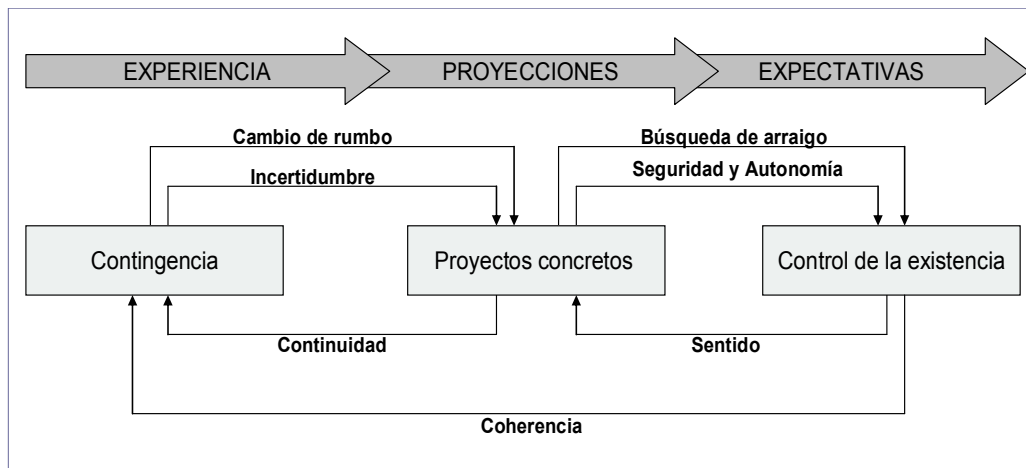 EXPERIENCIA PROYECCIONES EXPECTATIVAS
Cambio de rumbo
Búsqueda de arraigo
Incertidumbre
Seguridad y Autonomía
Contingencia
Proyectos concretos
Control de la existencia
Continuidad
Sentido
Coherencia